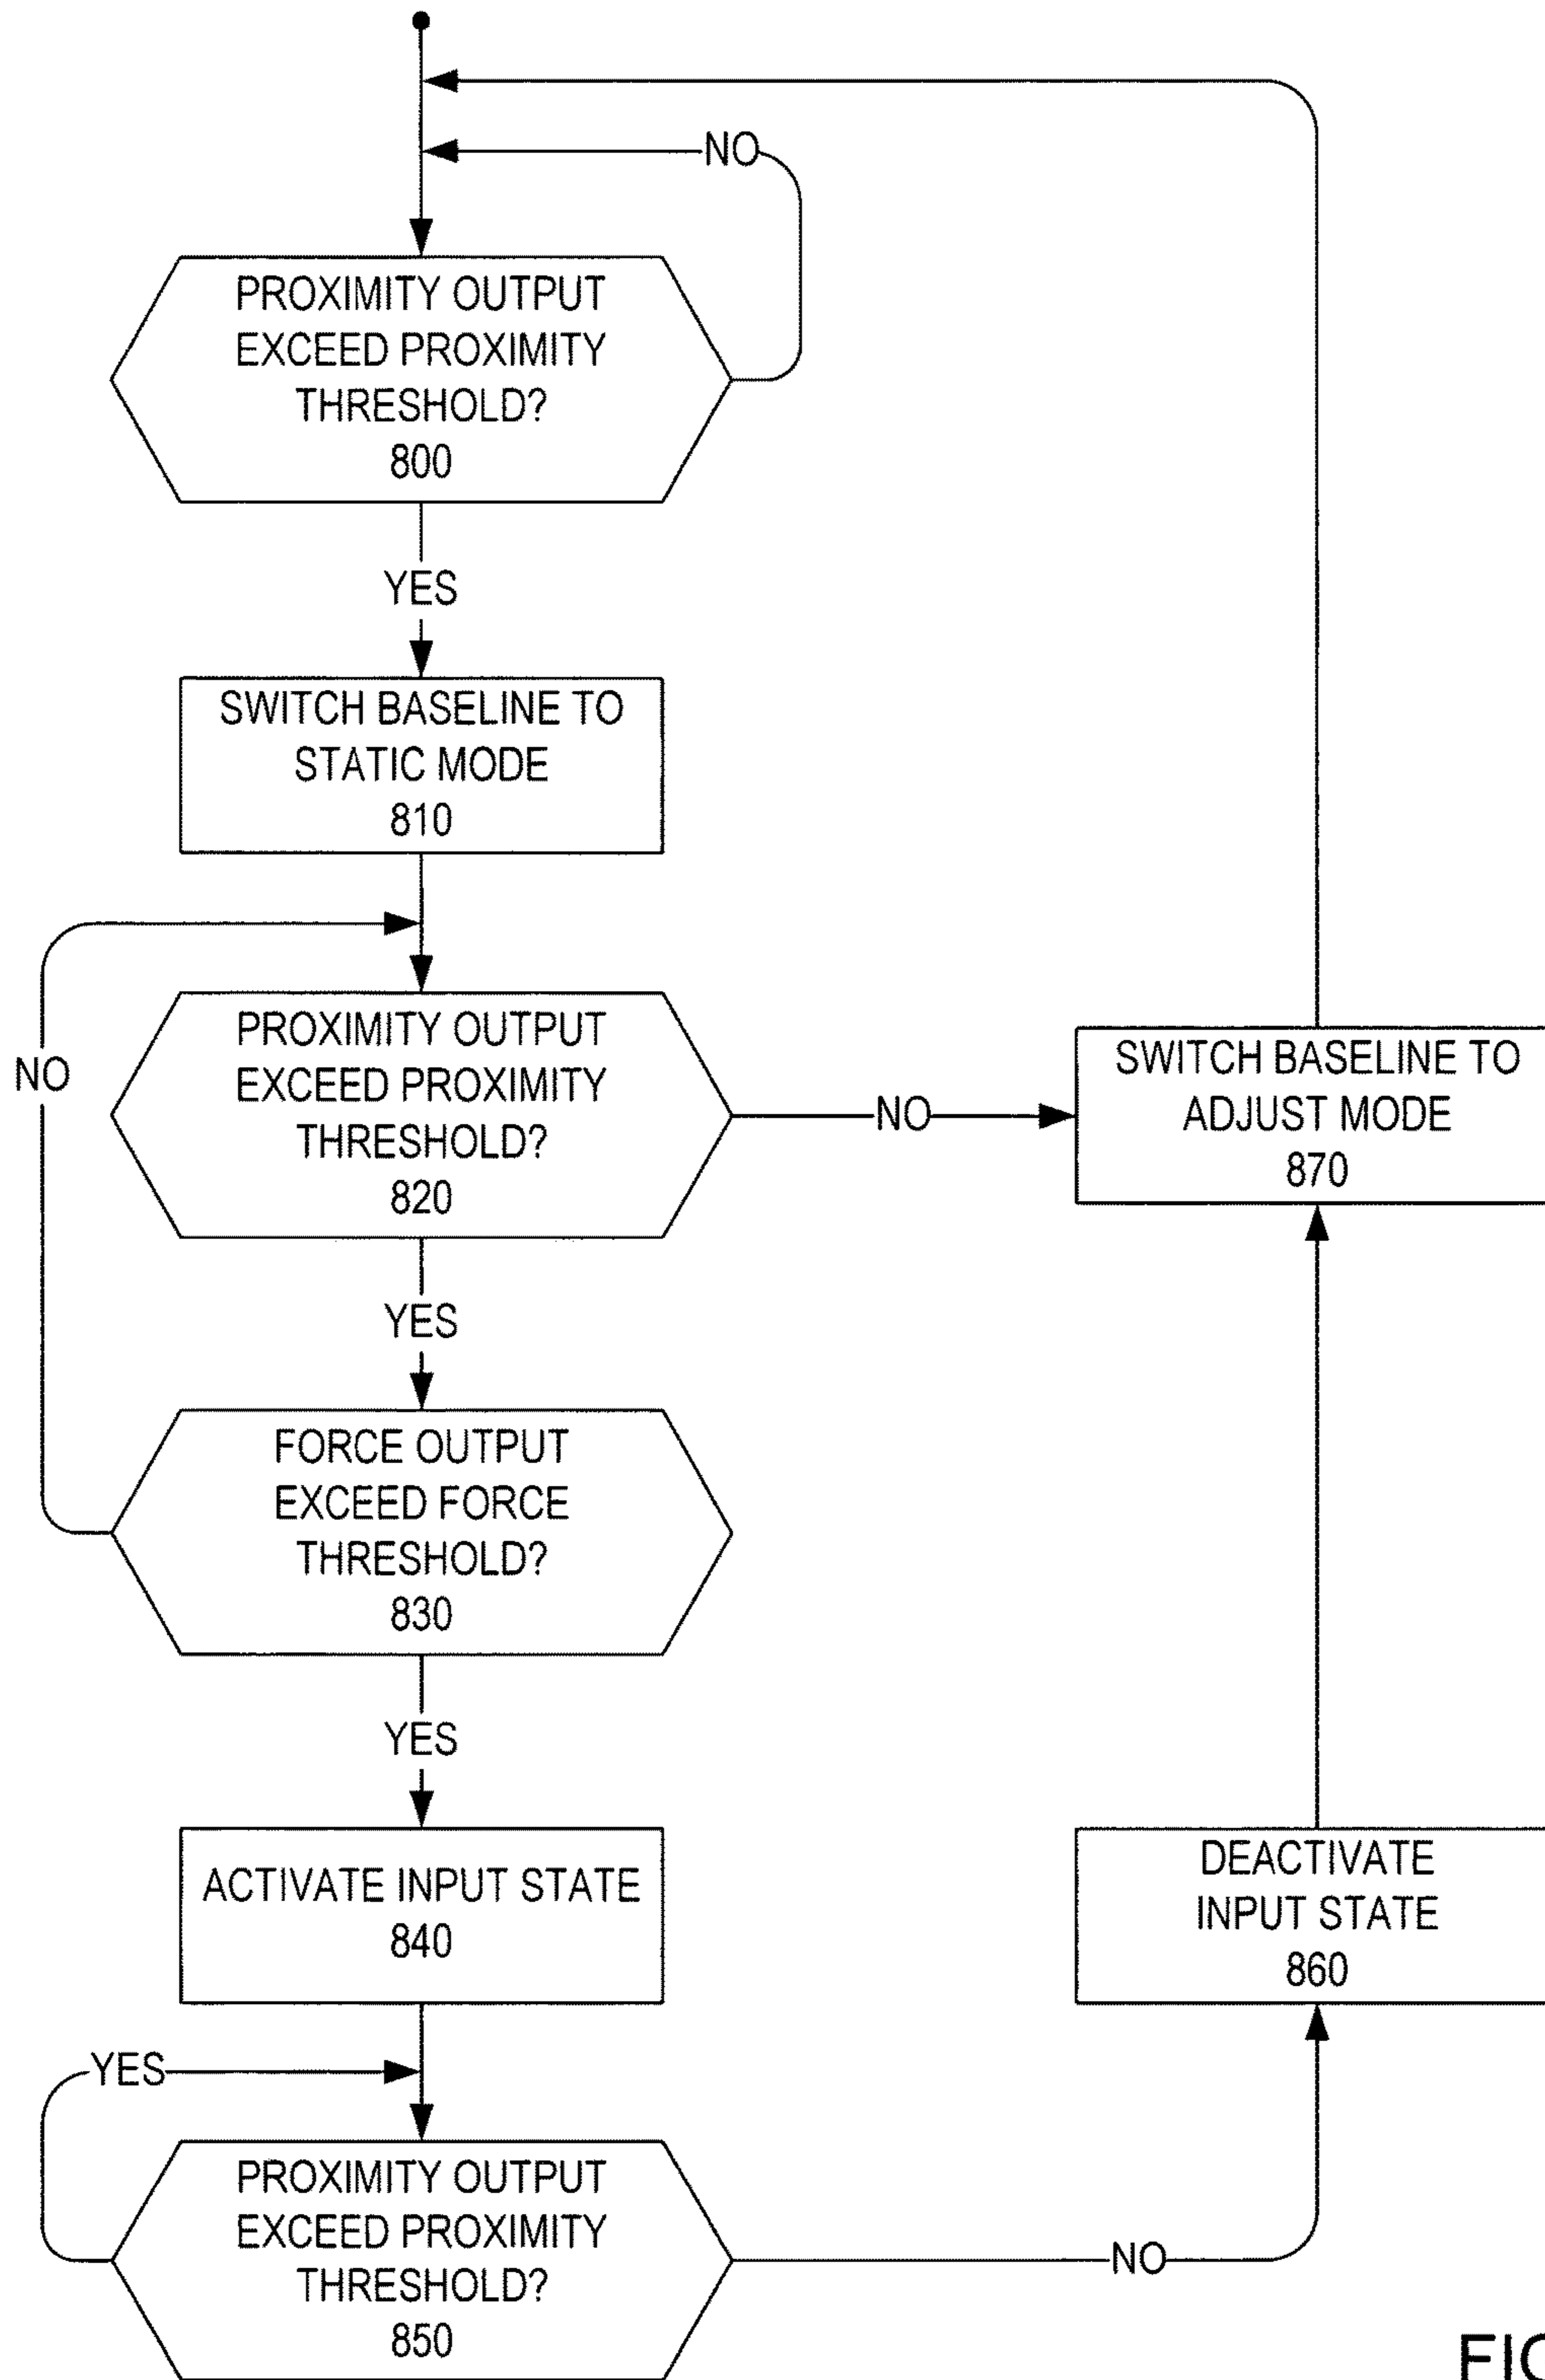 NO
PROXIMITY OUTPUT
EXCEED PROXIMITY
THRESHOLD?
800
YES
SWITCH BASELINE TO
STATIC MODE
810
NO
PROXIMITY OUTPUT
EXCEED PROXIMITY
THRESHOLD?
820
NO
SWITCH BASELINE TO
ADJUST MODE
870
YES
FORCE OUTPUT
EXCEED FORCE
THRESHOLD?
830
YES
ACTIVATE INPUT STATE
840
DEACTIVATE
INPUT STATE
860
YES
PROXIMITY OUTPUT
EXCEED PROXIMITY
THRESHOLD?
850
NO